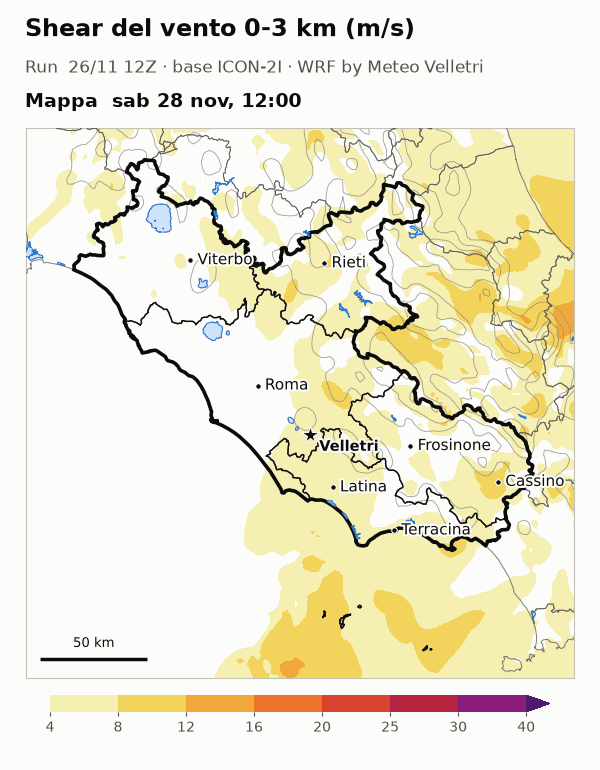 Shear del vento 0-3 km (m/s)
Run  26/11 12Z · base ICON-2I · WRF by Meteo Velletri
Mappa  sab 28 nov, 12:00
Viterbo
Rieti
Roma
Velletri
Frosinone
Cassino
Latina
Terracina
50 km
4 8 12 16 20 25 30 40